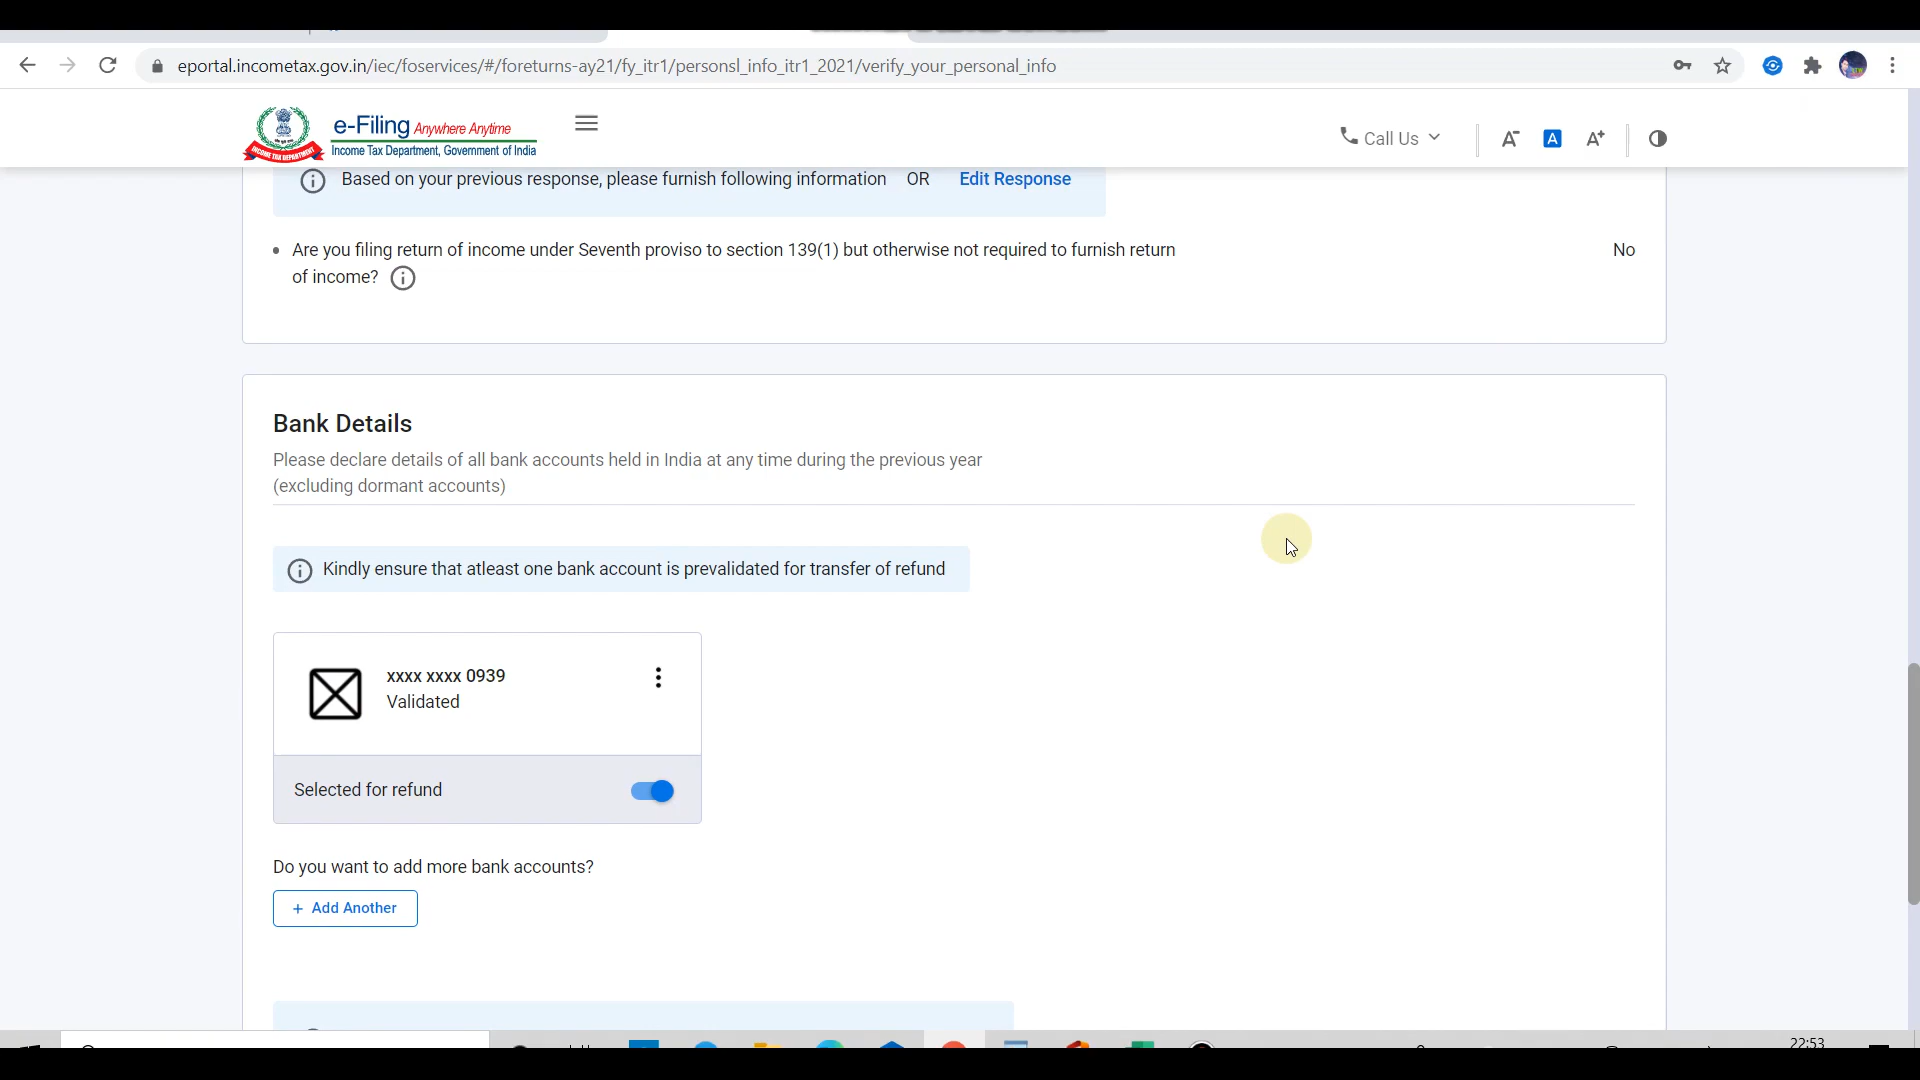 eportal.incometax.gov.in/iec/foservices/#/foreturns-ay21/fy_itr1/personsl_info_itr1_2021/verify_your_personal_info
e-Filing Anywhere Anytime
Income Tax Department, Government of India
INCOME TAX DEPARTMENT
Call Us
A-
A
A+
Based on your previous response, please furnish following information OR Edit Response
Are you filing return of income under Seventh proviso to section 139(1) but otherwise not required to furnish return
of income?
No
Bank Details
Please declare details of all bank accounts held in India at any time during the previous year
(excluding dormant accounts)
Kindly ensure that atleast one bank account is prevalidated for transfer of refund
xxxx xxxx 0939
Validated
Selected for refund
Do you want to add more bank accounts?
+ Add Another
22:53